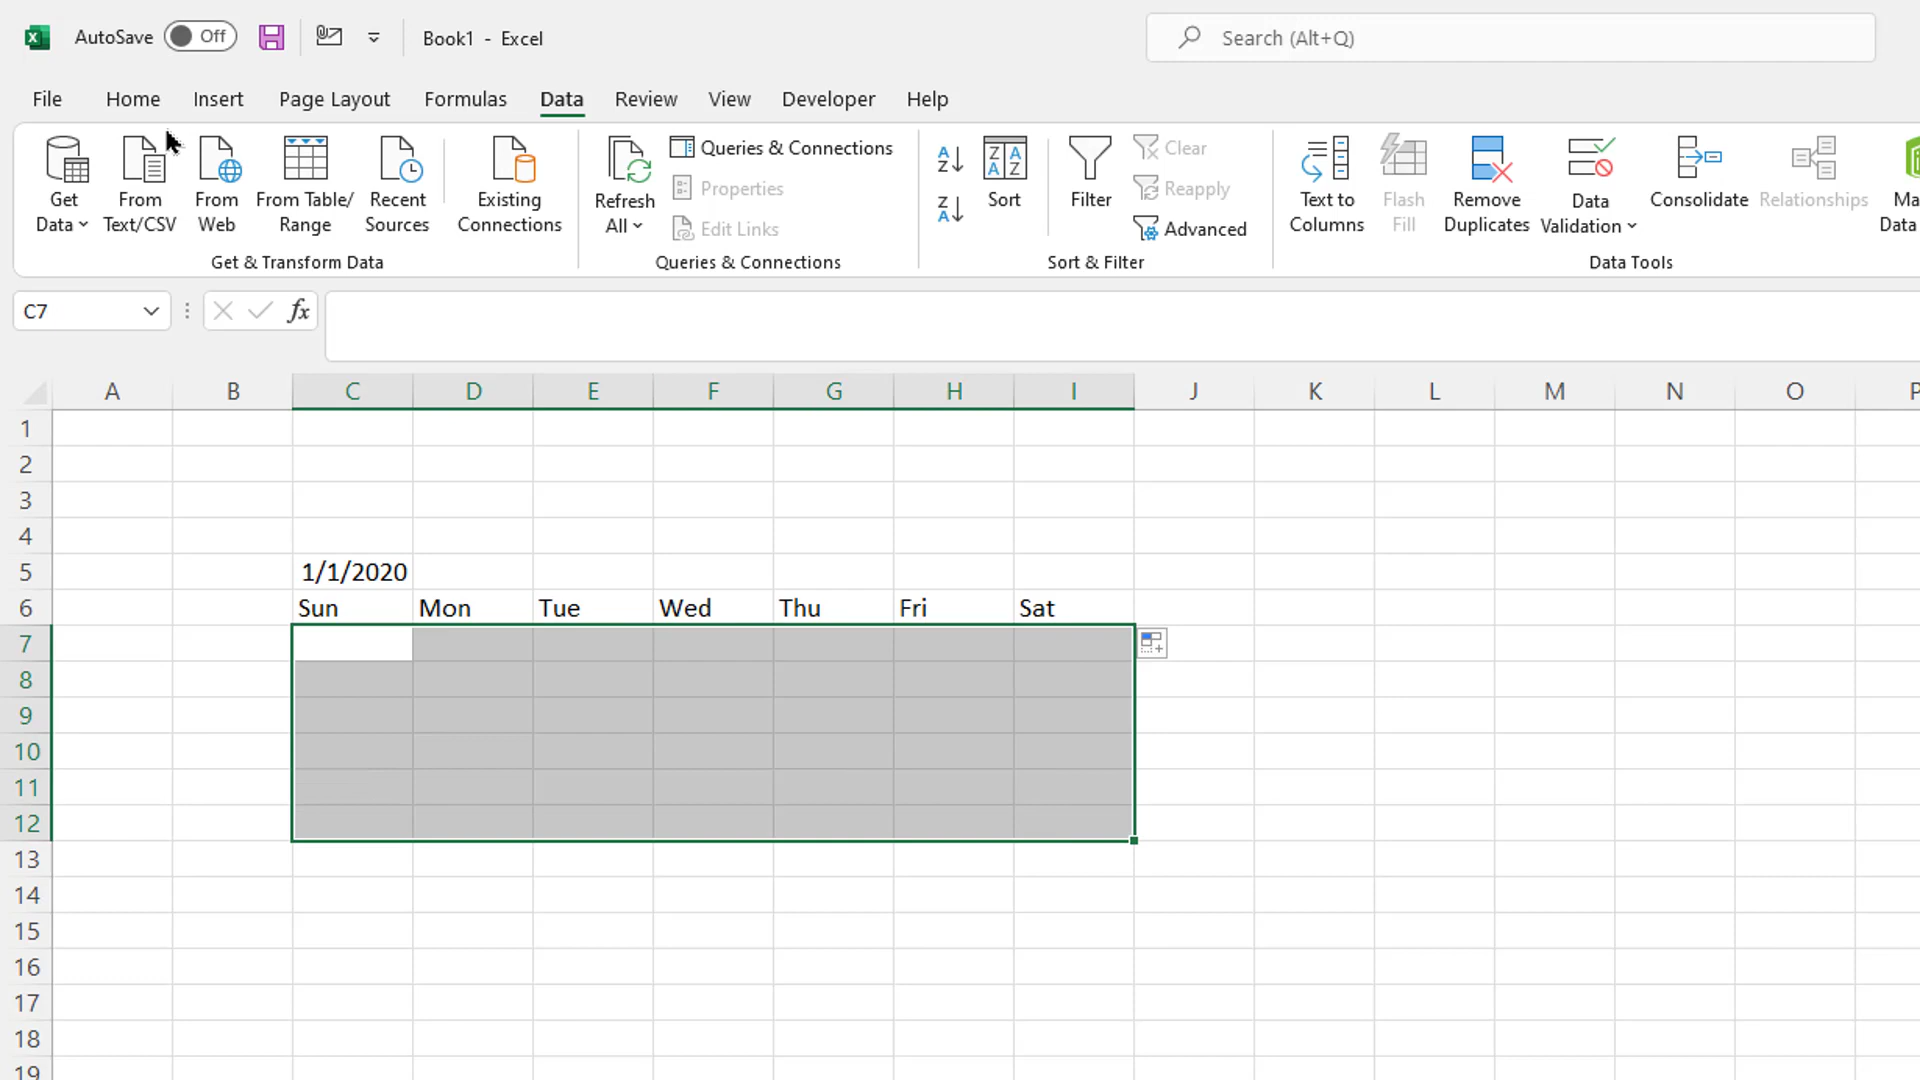 AutoSave Off Book1 - Excel Search (Alt+Q)
File Home Insert Page Layout Formulas Data Review View Developer Help
Get Data
From Text/CSV
From Web
From Table/ Range
Recent Sources
Existing Connections
Get & Transform Data
Refresh All
Queries & Connections
Properties
Edit Links
Queries & Connections
Sort
Filter
Clear
Reapply
Advanced
Sort & Filter
Text to Columns
Flash Fill
Remove Duplicates
Data Validation
Consolidate
Relationships
Ma
Data
Data Tools
C7 fx
A B C D E F G H I J K L M N O P
1
2
3
4
5 1/1/2020
6 Sun Mon Tue Wed Thu Fri Sat
7
8
9
10
11
12
13
14
15
16
17
18
19